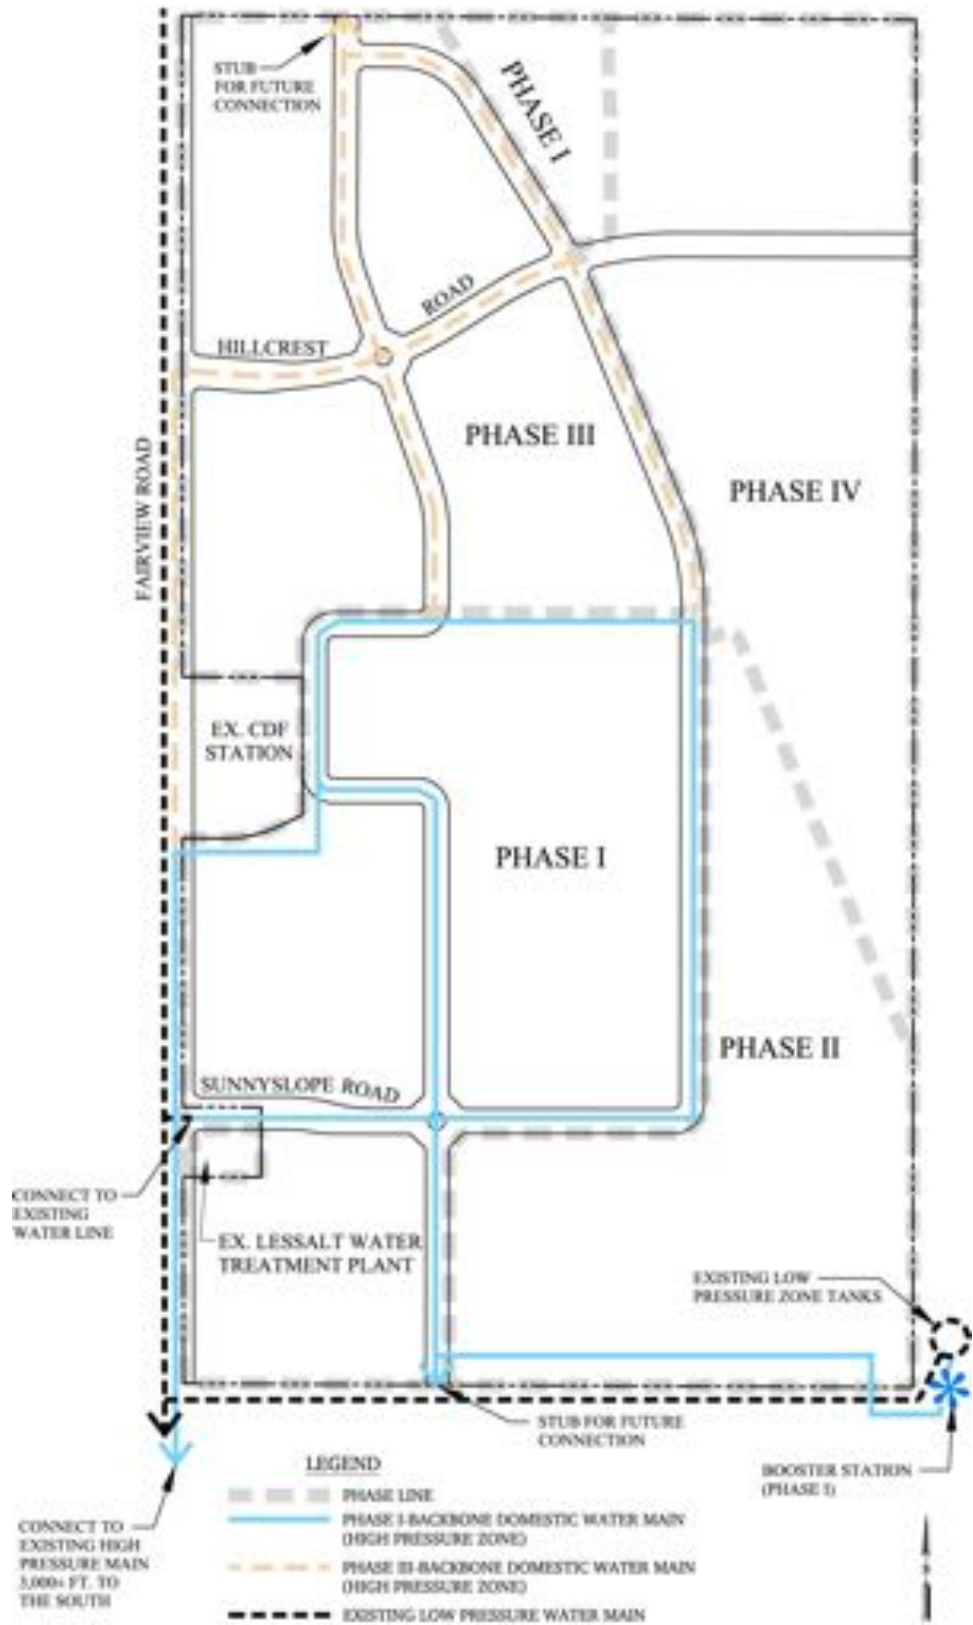 STUB
FOR FUTURE
CONNECTION
PHASE I
ROAD
HILLCREST
PHASE III
PHASE IV
FAIRVIEW ROAD
EX. CDF
STATION
PHASE I
PHASE II
SUNNYSLOPE ROAD
CONNECT TO
EXISTING
WATER LINE
EX. LESSALT WATER
TREATMENT PLANT
EXISTING LOW
PRESSURE ZONE TANKS
STUB FOR FUTURE
CONNECTION
BOOSTER STATION
(PHASE I)
LEGEND
PHASE LINE
PHASE I-BACKBONE DOMESTIC WATER MAIN
(HIGH PRESSURE ZONE)
PHASE III-BACKBONE DOMESTIC WATER MAIN
(HIGH PRESSURE ZONE)
EXISTING LOW PRESSURE WATER MAIN
CONNECT TO
EXISTING HIGH
PRESSURE MAIN
3,000+ FT. TO
THE SOUTH